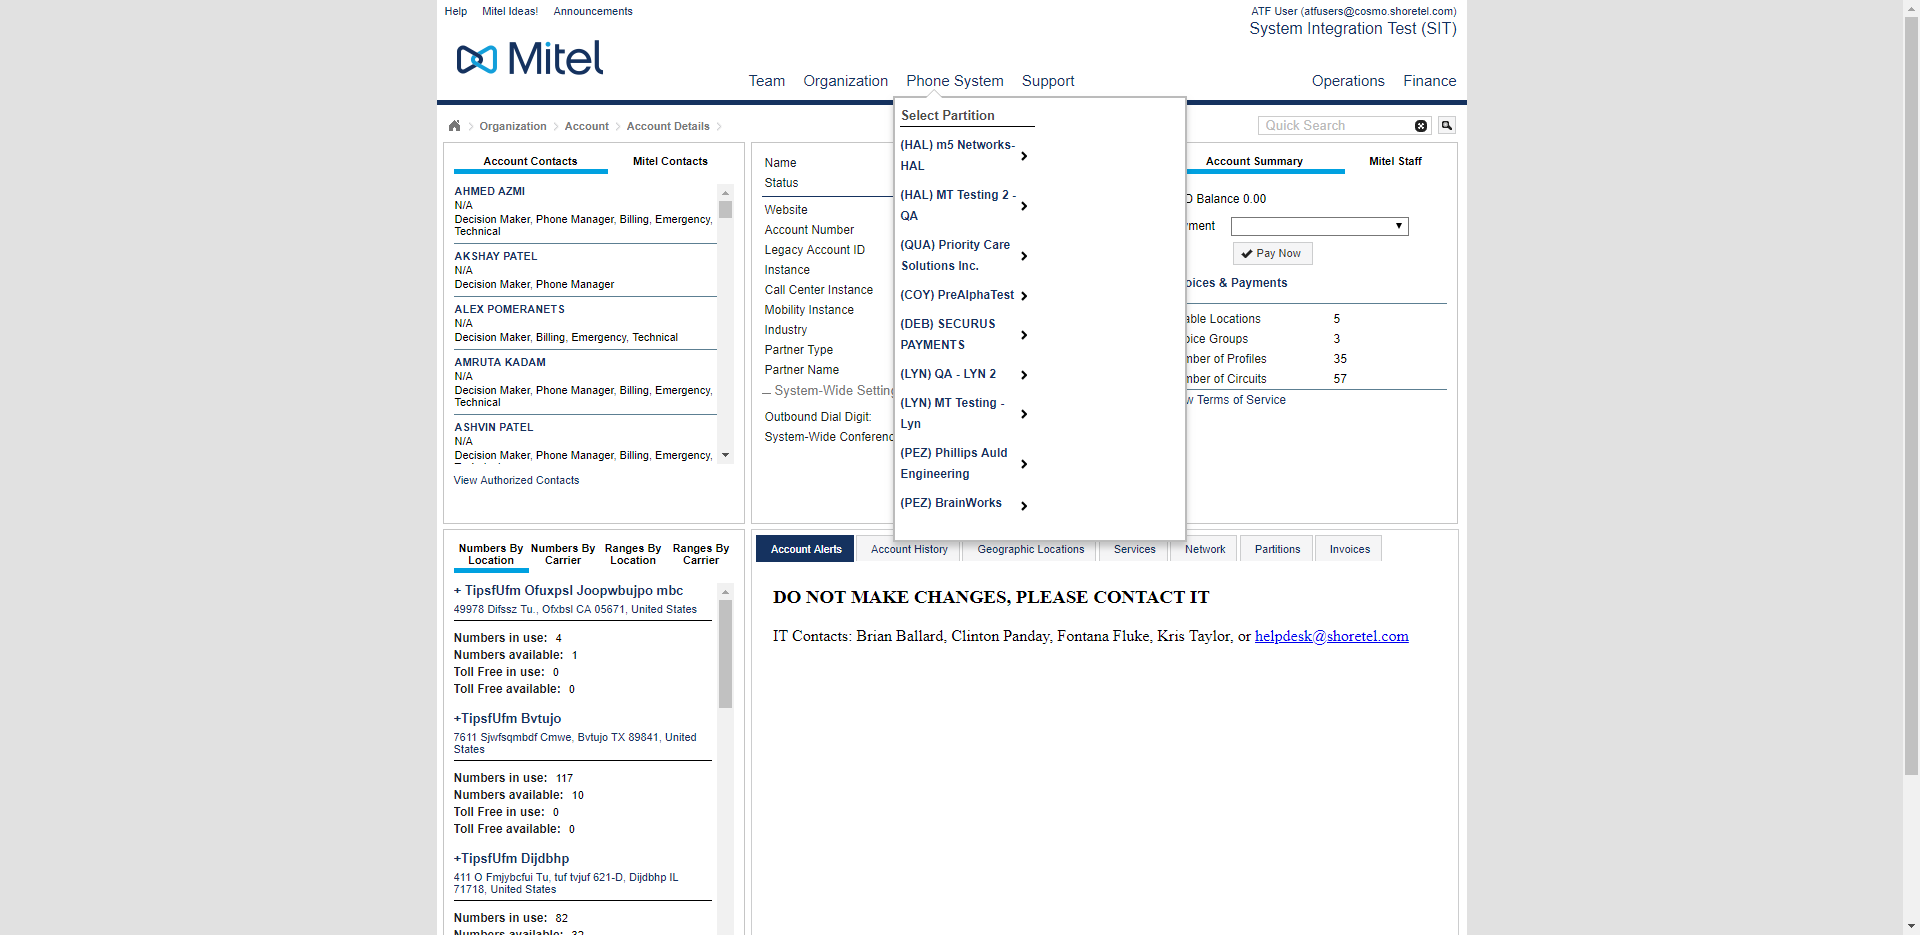 Help Mitel Ideas! Announcements
ATF User (atfusers@cosmo.shoretel.com)
System Integration Test (SIT)
Mitel
Team Organization Phone System Support Operations Finance
Organization Account Account Details
Quick Search
Select Partition
(HAL) m5 Networks-
HAL
(HAL) MT Testing 2 -
QA
(QUA) Priority Care
Solutions Inc.
(COY) PreAlphaTest
(DEB) SECURUS
PAYMENTS
(LYN) QA - LYN 2
(LYN) MT Testing -
Lyn
(PEZ) Phillips Auld
Engineering
(PEZ) BrainWorks
Account Contacts Mitel Contacts
AHMED AZMI
N/A
Decision Maker, Phone Manager, Billing, Emergency,
Technical
AKSHAY PATEL
N/A
Decision Maker, Phone Manager
ALEX POMERANETS
N/A
Decision Maker, Billing, Emergency, Technical
AMRUTA KADAM
N/A
Decision Maker, Phone Manager, Billing, Emergency,
Technical
ASHVIN PATEL
N/A
Decision Maker, Phone Manager, Billing, Emergency,
View Authorized Contacts
Name
Status
Website
Account Number
Legacy Account ID
Instance
Call Center Instance
Mobility Instance
Industry
Partner Type
Partner Name
System-Wide Setting
Outbound Dial Digit:
System-Wide Conferenc
Account Summary Mitel Staff
D Balance 0.00
ment
Pay Now
oices & Payments
able Locations 5
oice Groups 3
mber of Profiles 35
mber of Circuits 57
w Terms of Service
Numbers By
Location
Numbers By
Carrier
Ranges By
Location
Ranges By
Carrier
+ TipsfUfm Ofuxpsl Joopwbujpo mbc
49978 Difssz Tu., Ofxbsl CA 05671, United States
Numbers in use: 4
Numbers available: 1
Toll Free in use: 0
Toll Free available: 0
+TipsfUfm Bvtujo
7611 Sjwfsqmbdf Cmwe, Bvtujo TX 89841, United
States
Numbers in use: 117
Numbers available: 10
Toll Free in use: 0
Toll Free available: 0
+TipsfUfm Dijdbhp
411 O Fmjybcfui Tu, tuf tvjuf 621-D, Dijdbhp IL
71718, United States
Numbers in use: 82
Numbers available: 32
Account Alerts Account History Geographic Locations Services Network Partitions Invoices
DO NOT MAKE CHANGES, PLEASE CONTACT IT
IT Contacts: Brian Ballard, Clinton Panday, Fontana Fluke, Kris Taylor, or helpdesk@shoretel.com